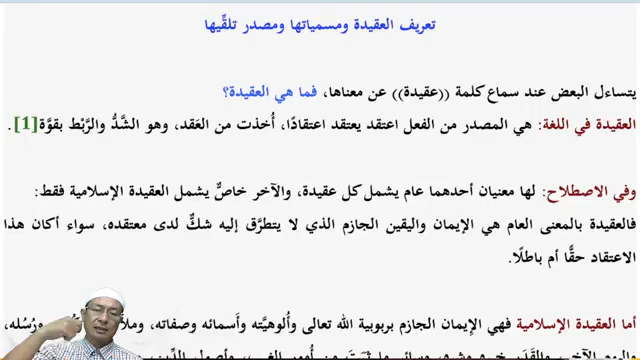 تعريف العقيدة ومسمياتها ومصدر تلقِّيها
يتساءل البعض عند سماع كلمة ((عقيدة)) عن معناها، فما هي العقيدة؟
العقيدة في اللغة: هي المصدر من الفعل اعتقد يعتقد اعتقادًا، أُخذت من العَقد، وهو الشَّدُّ والرَّبْط بقوَّة[1].
وفي الاصطلاح: لها معنيان أحدهما عام يشمل كل عقيدة، والآخر خاصٌّ يشمل العقيدة الإسلامية فقط:
فالعقيدة بالمعنى العام هي الإيمان واليقين الجازم الذي لا يتطرَّق إليه شكٌّ لدى معتقده، سواء أكان هذا
الاعتقاد حقًّا أم باطلًا.
أما العقيدة الإسلامية فهي الإيمان الجازم بربوبية الله تعالى وأُلوهيَّته وأَسمائه وصفاته، ورُسُله،